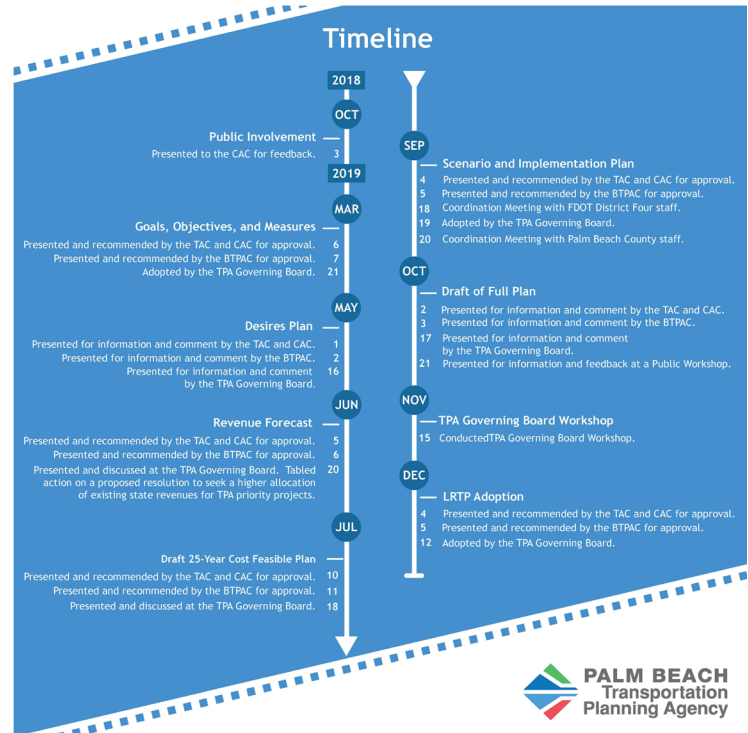 Timeline
2018
OCT
Public Involvement
Presented to the CAC for feedback. 3
2019
MAR
Goals, Objectives, and Measures
Presented and recommended by the TAC and CAC for approval. 6
Presented and recommended by the BTPAC for approval. 7
Adopted by the TPA Governing Board. 21
MAY
Desires Plan
Presented for information and comment by the TAC and CAC. 1
Presented for information and comment by the BTPAC. 2
Presented for information and comment 16
by the TPA Governing Board.
JUN
Revenue Forecast
Presented and recommended by the TAC and CAC for approval. 5
Presented and recommended by the BTPAC for approval. 6
Presented and discussed at the TPA Governing Board. Tabled 20
action on a proposed resolution to seek a higher allocation
of existing state revenues for TPA priority projects.
JUL
Draft 25-Year Cost Feasible Plan
Presented and recommended by the TAC and CAC for approval. 10
Presented and recommended by the BTPAC for approval. 11
Presented and discussed at the TPA Governing Board. 18
SEP
Scenario and Implementation Plan
4 Presented and recommended by the TAC and CAC for approval.
5 Presented and recommended by the BTPAC for approval.
18 Coordination Meeting with FDOT District Four staff.
19 Adopted by the TPA Governing Board.
20 Coordination Meeting with Palm Beach County staff.
OCT
Draft of Full Plan
2 Presented for information and comment by the TAC and CAC.
3 Presented for information and comment by the BTPAC.
17 Presented for information and comment
by the TPA Governing Board.
21 Presented for information and feedback at a Public Workshop.
NOV
TPA Governing Board Workshop
15 ConductedTPA Governing Board Workshop.
DEC
LRTP Adoption
4 Presented and recommended by the TAC and CAC for approval.
5 Presented and recommended by the BTPAC for approval.
12 Adopted by the TPA Governing Board.
PALM BEACH
Transportation
Planning Agency